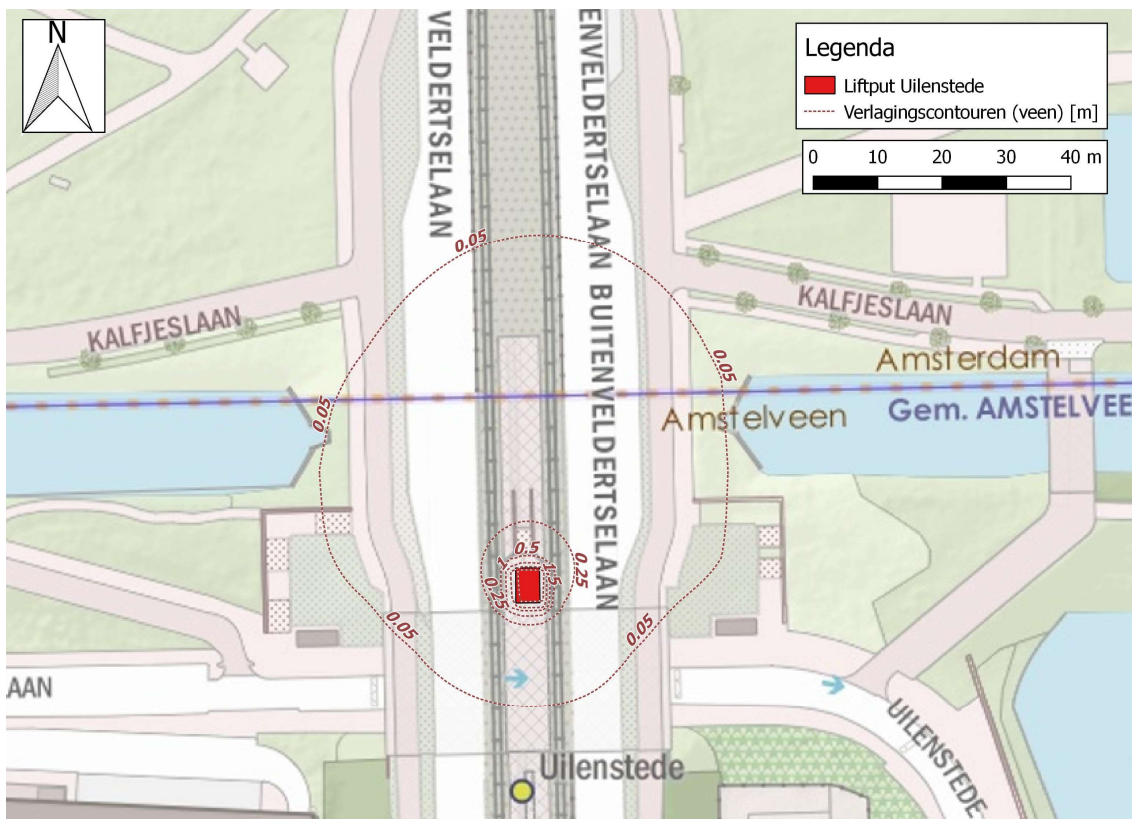 N
VELDERTSELAAN
ENVELDERTSELAAN BUITENVELDERTSELAAN
Legenda
Liftput Uilenstede
Verlagingscontouren (veen) [m]
0 10 20 30 40 m
0.05
KALFJESLAAN
KALFJESLAAN
0.05
0.05
Amsterdam
Amstelveen
Gem. AMSTELVEE
0.5
1
1.5
0.25
0.25
0.05
0.05
LAAN
UILENSTEDE
Uilenstede